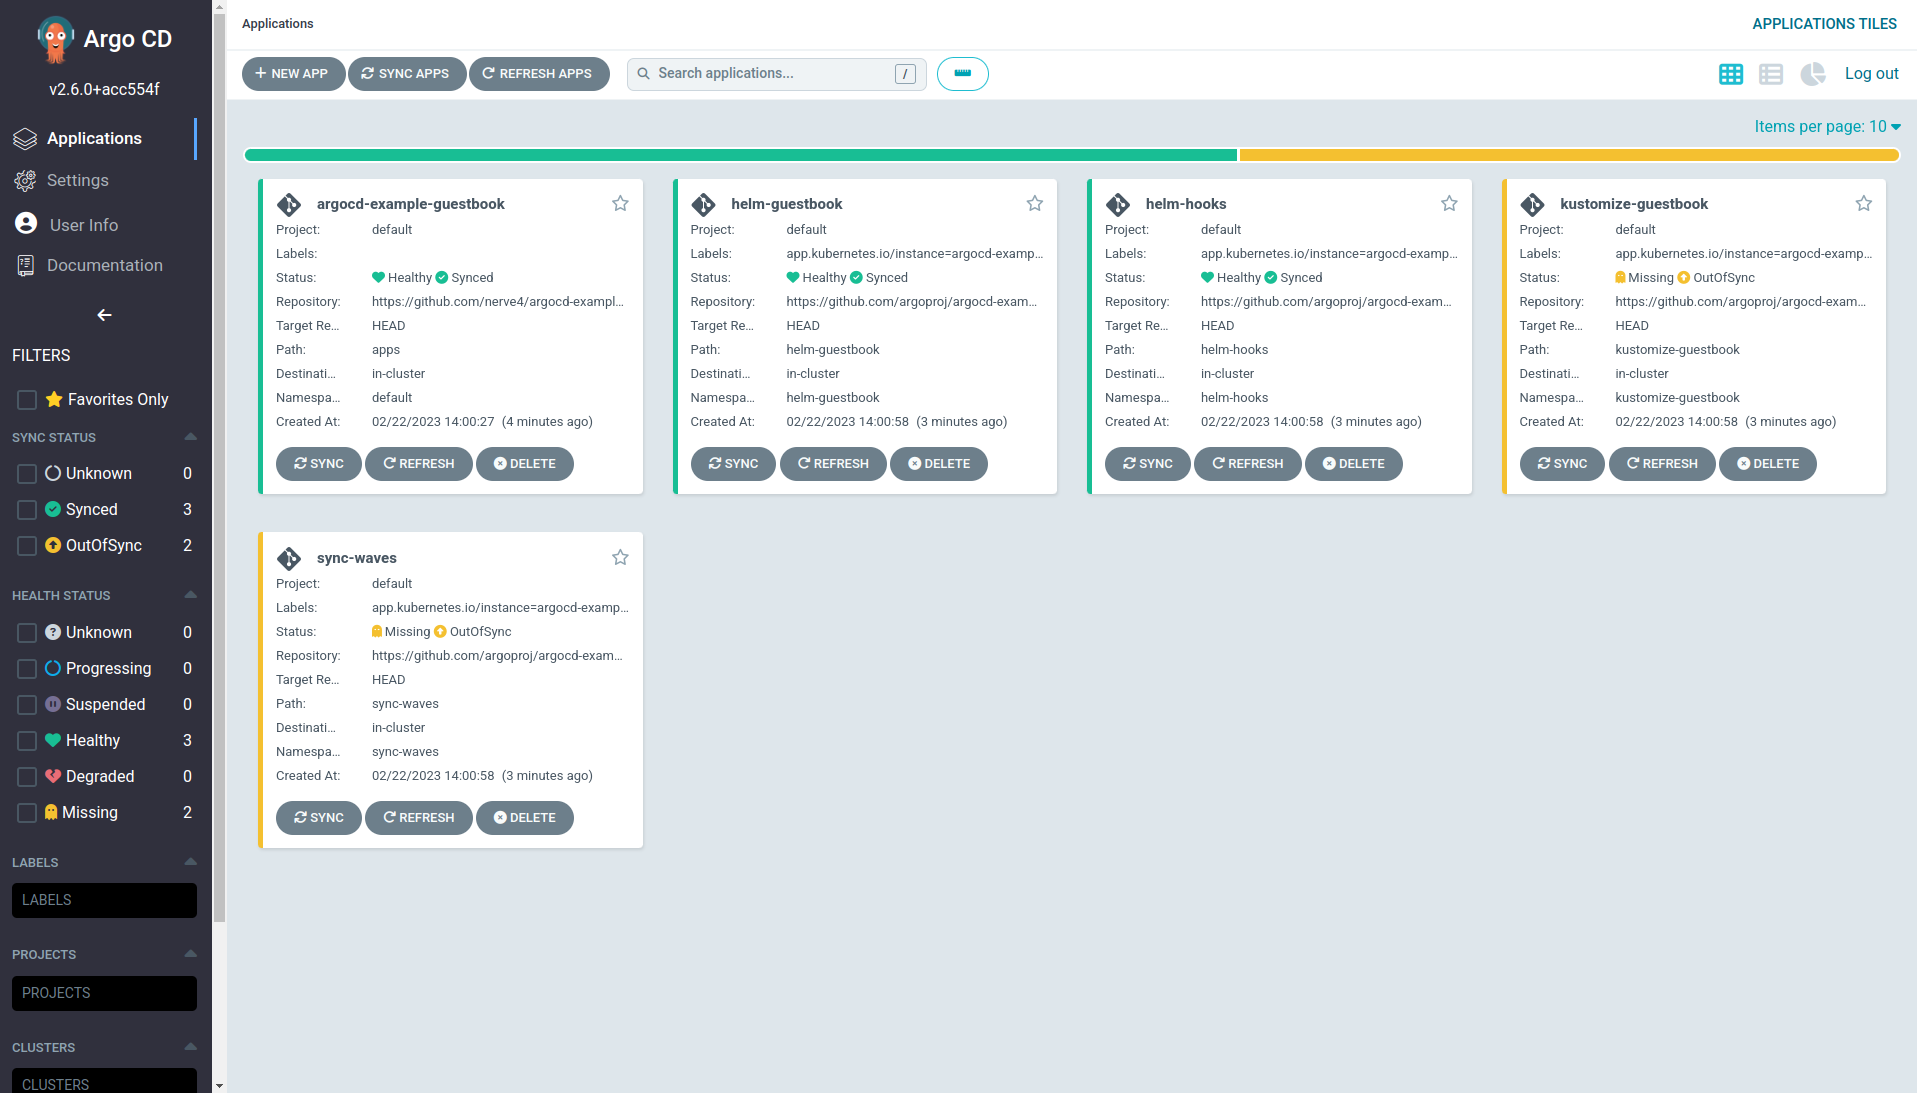 Argo CD
v2.6.0+acc554f
Applications
Settings
User Info
Documentation
FILTERS
Favorites Only
SYNC STATUS
Unknown 0
Synced 3
OutOfSync 2
HEALTH STATUS
Unknown 0
Progressing 0
Suspended 0
Healthy 3
Degraded 0
Missing 2
LABELS
LABELS
PROJECTS
PROJECTS
CLUSTERS
CLUSTERS
Applications
APPLICATIONS TILES
+ NEW APP SYNC APPS REFRESH APPS Search applications... / Log out
Items per page: 10
argocd-example-guestbook
Project: default
Labels:
Status: Healthy Synced
Repository: https://github.com/nerve4/argocd-exampl...
Target Re... HEAD
Path: apps
Destinati... in-cluster
Namespa... default
Created At: 02/22/2023 14:00:27 (4 minutes ago)
SYNC REFRESH DELETE
helm-guestbook
Project: default
Labels: app.kubernetes.io/instance=argocd-examp...
Status: Healthy Synced
Repository: https://github.com/argoproj/argocd-exam...
Target Re... HEAD
Path: helm-guestbook
Destinati... in-cluster
Namespa... helm-guestbook
Created At: 02/22/2023 14:00:58 (3 minutes ago)
SYNC REFRESH DELETE
helm-hooks
Project: default
Labels: app.kubernetes.io/instance=argocd-examp...
Status: Healthy Synced
Repository: https://github.com/argoproj/argocd-exam...
Target Re... HEAD
Path: helm-hooks
Destinati... in-cluster
Namespa... helm-hooks
Created At: 02/22/2023 14:00:58 (3 minutes ago)
SYNC REFRESH DELETE
kustomize-guestbook
Project: default
Labels: app.kubernetes.io/instance=argocd-examp...
Status: Missing OutOfSync
Repository: https://github.com/argoproj/argocd-exam...
Target Re... HEAD
Path: kustomize-guestbook
Destinati... in-cluster
Namespa... kustomize-guestbook
Created At: 02/22/2023 14:00:58 (3 minutes ago)
SYNC REFRESH DELETE
sync-waves
Project: default
Labels: app.kubernetes.io/instance=argocd-examp...
Status: Missing OutOfSync
Repository: https://github.com/argoproj/argocd-exam...
Target Re... HEAD
Path: sync-waves
Destinati... in-cluster
Namespa... sync-waves
Created At: 02/22/2023 14:00:58 (3 minutes ago)
SYNC REFRESH DELETE